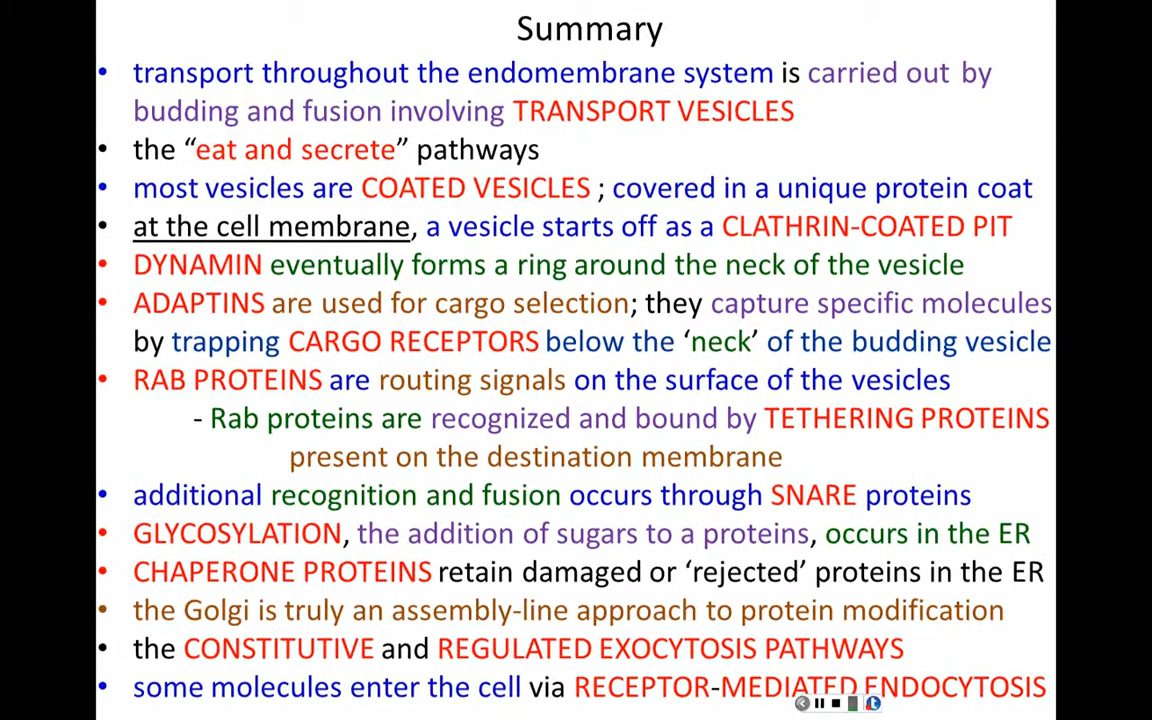 Summary
• transport throughout the endomembrane system is carried out by
budding and fusion involving TRANSPORT VESICLES
• the “eat and secrete” pathways
• most vesicles are COATED VESICLES ; covered in a unique protein coat
• at the cell membrane, a vesicle starts off as a CLATHRIN-COATED PIT
• DYNAMIN eventually forms a ring around the neck of the vesicle
• ADAPTINS are used for cargo selection; they capture specific molecules
by trapping CARGO RECEPTORS below the ‘neck’ of the budding vesicle
• RAB PROTEINS are routing signals on the surface of the vesicles
- Rab proteins are recognized and bound by TETHERING PROTEINS
present on the destination membrane
• additional recognition and fusion occurs through SNARE proteins
• GLYCOSYLATION, the addition of sugars to a proteins, occurs in the ER
• CHAPERONE PROTEINS retain damaged or ‘rejected’ proteins in the ER
• the Golgi is truly an assembly-line approach to protein modification
• the CONSTITUTIVE and REGULATED EXOCYTOSIS PATHWAYS
• some molecules enter the cell via RECEPTOR-MEDIATED ENDOCYTOSIS